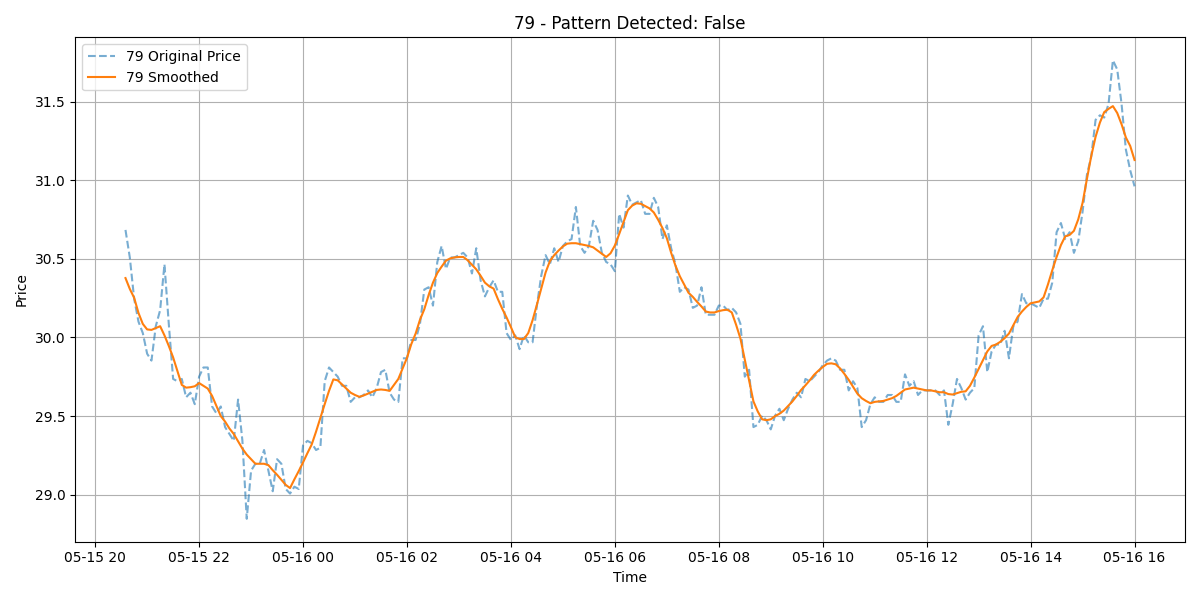 79 - Pattern Detected: False
79 Original Price
79 Smoothed
Price
31.5
31.0
30.5
30.0
29.5
29.0
05-15 20 05-15 22 05-16 00 05-16 02 05-16 04 05-16 06 05-16 08 05-16 10 05-16 12 05-16 14 05-16 16
Time